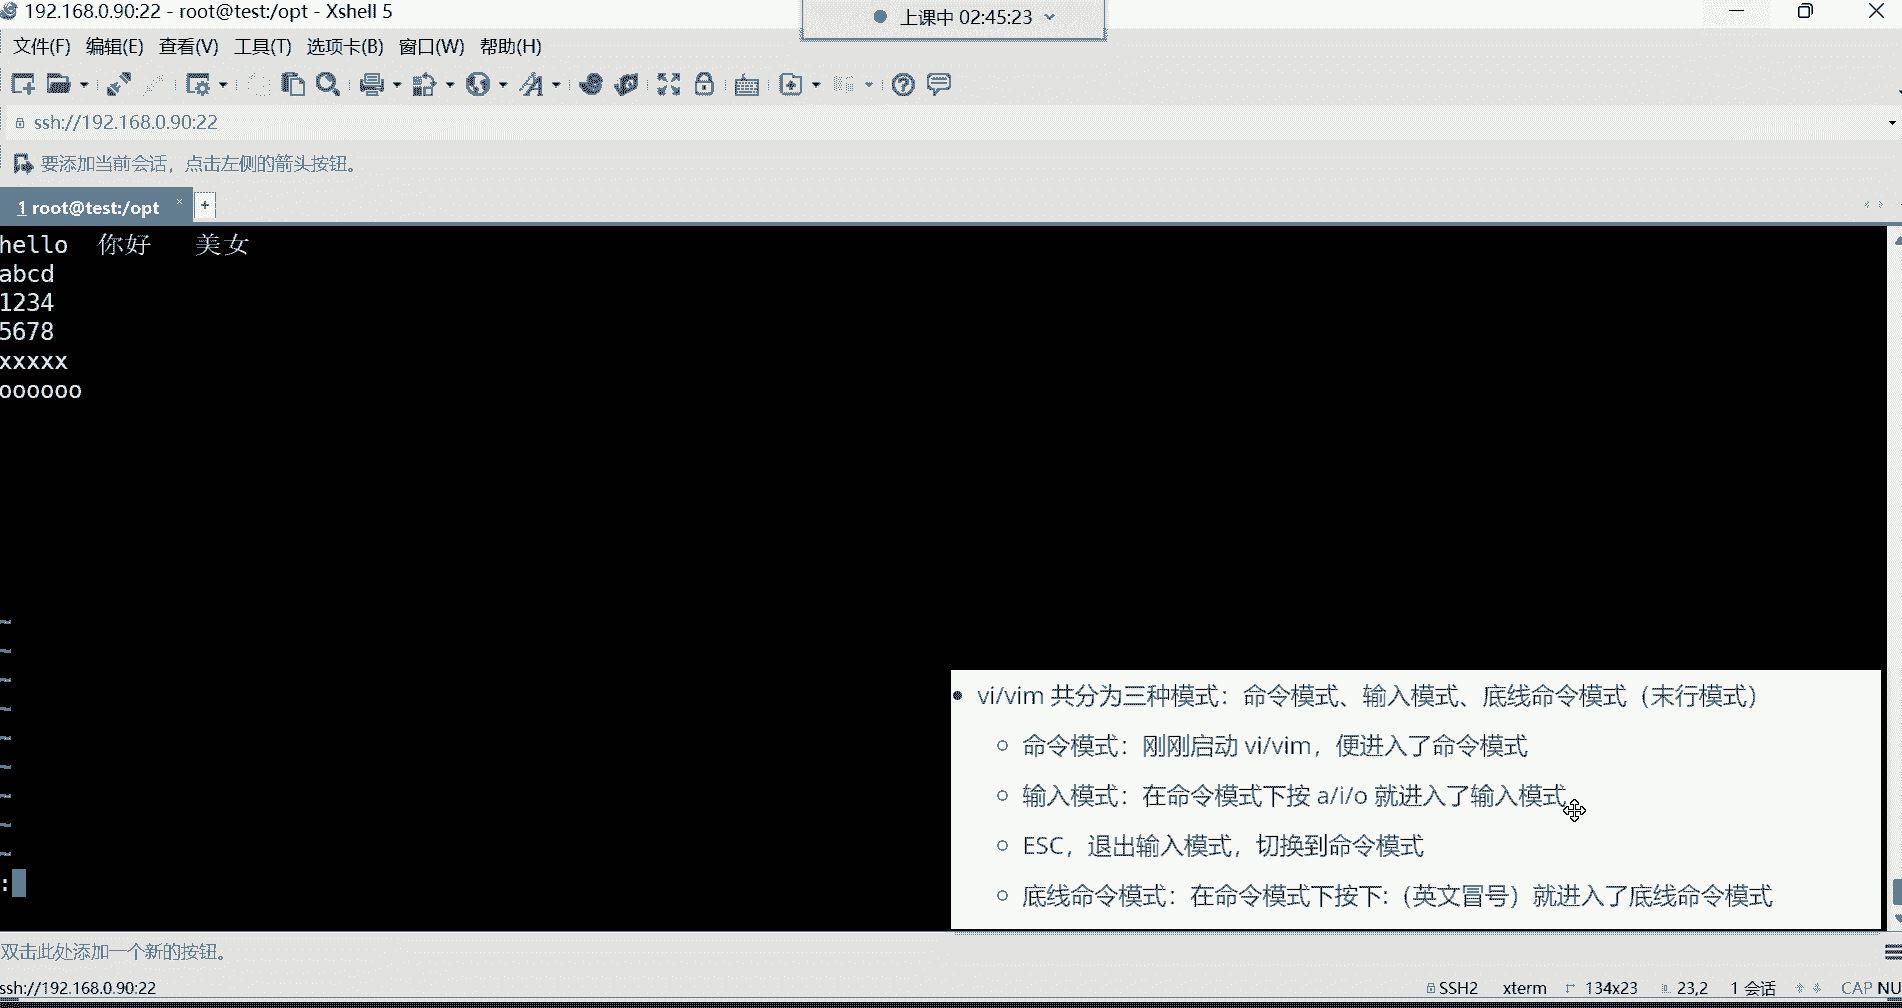 192.168.0.90:22 - root@test:/opt - Xshell 5
上课中 02:45:23
文件(F) 编辑(E) 查看(V) 工具(T) 选项卡(B) 窗口(W) 帮助(H)
ssh://192.168.0.90:22
要添加当前会话，点击左侧的箭头按钮。
1 root@test:/opt × +
hello 你好 美女
abcd
1234
5678
xxxxx
oooooo
~
~
~
~
~
~
~
~
~
:
• vi/vim 共分为三种模式：命令模式、输入模式、底线命令模式（末行模式）
○ 命令模式：刚刚启动 vi/vim，便进入了命令模式
○ 输入模式：在命令模式下按 a/i/o 就进入了输入模式
○ ESC，退出输入模式，切换到命令模式
○ 底线命令模式：在命令模式下按下:（英文冒号）就进入了底线命令模式
双击此处添加一个新的按钮。
ssh://192.168.0.90:22 SSH2 xterm 134x23 23,2 1 会话 CAP NU